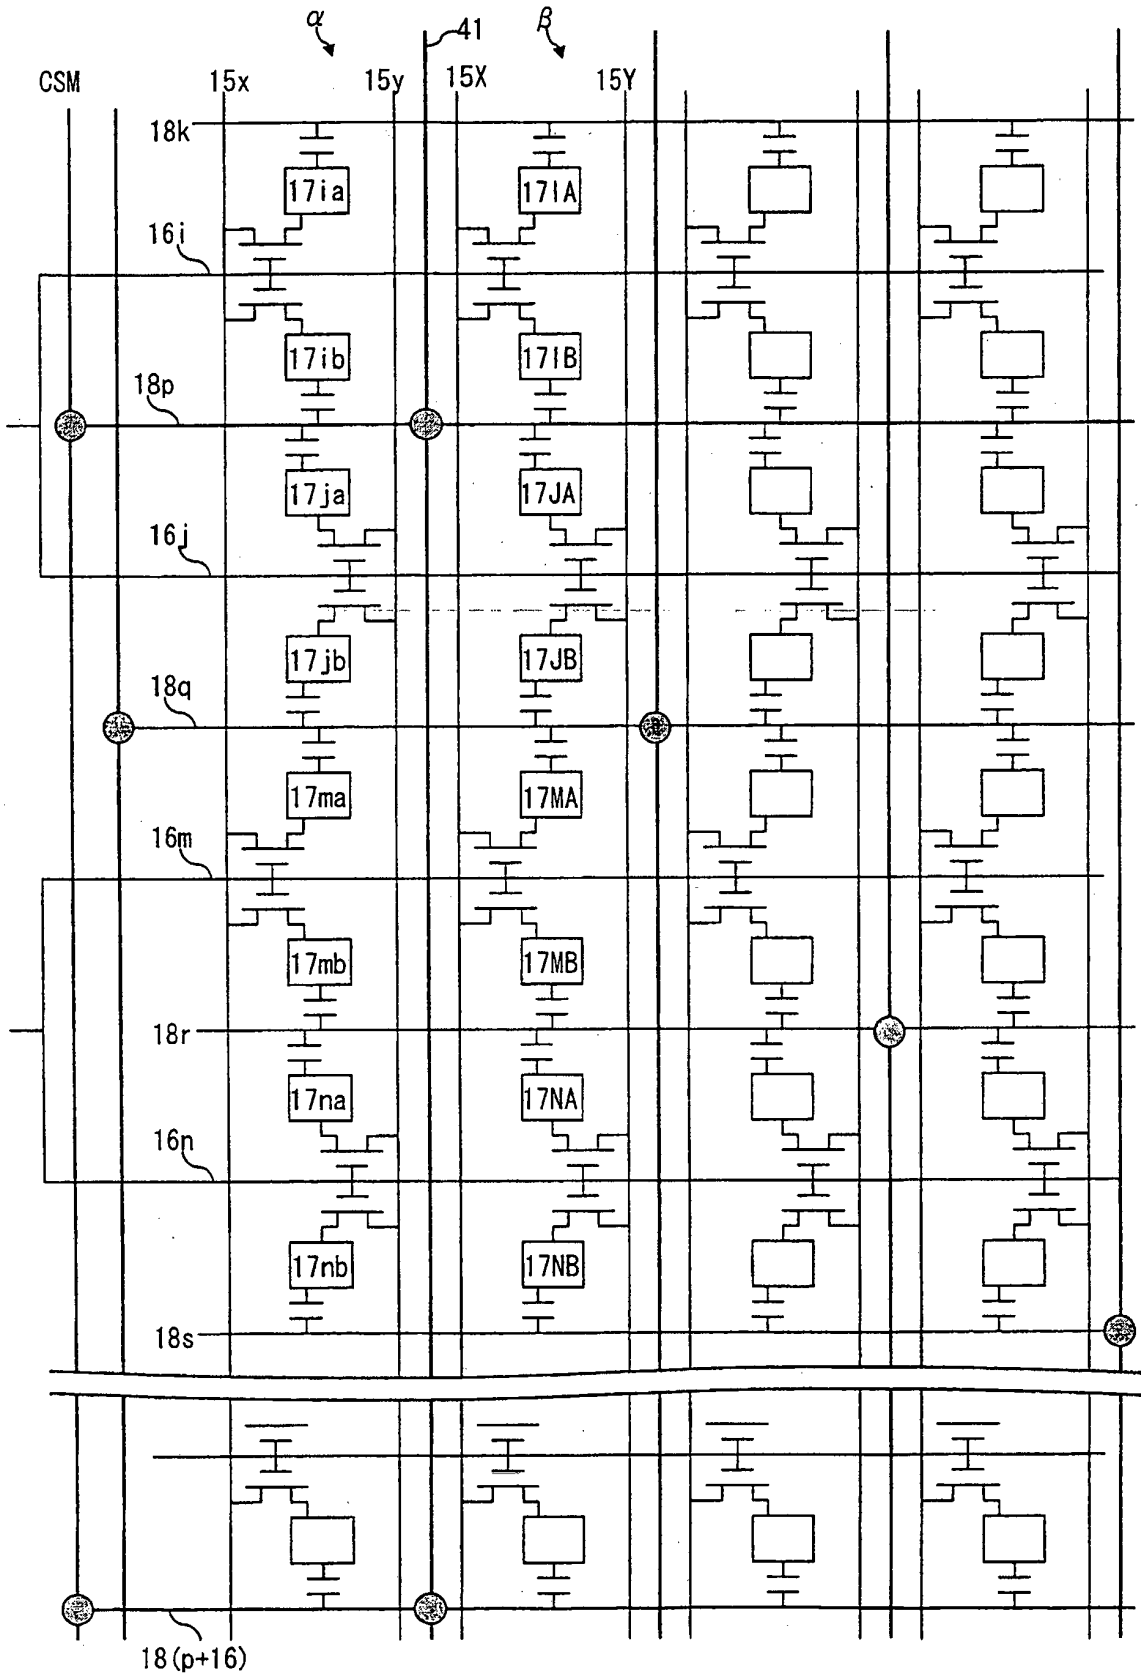 α 41 β
CSM 15x 15y 15X 15Y
18k
17ia 17IA
16i
17ib 17IB
18p
17ja 17JA
16j
17jb 17JB
18q
17ma 17MA
16m
17mb 17MB
18r
17na 17NA
16n
17nb 17NB
18s
18(p+16)